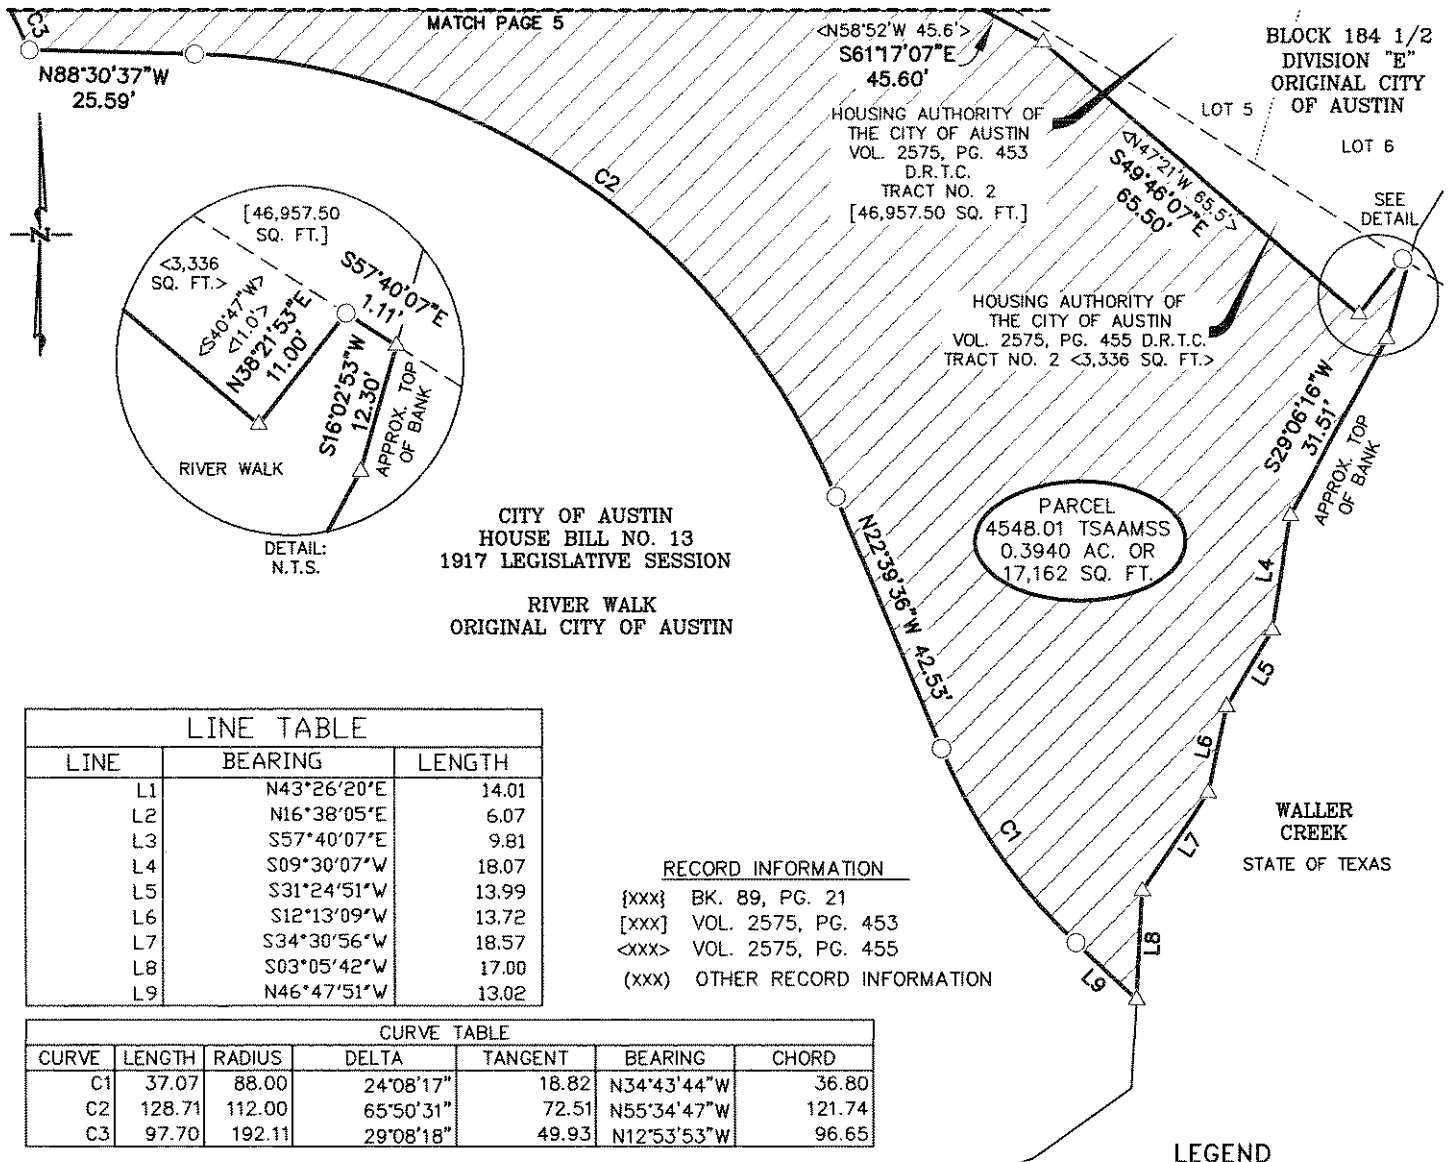 C3
MATCH PAGE 5
N88°30'37"W
25.59'
<N58°52'W 45.6'>
S61°17'07"E
45.60'
BLOCK 184 1/2
DIVISION "E"
ORIGINAL CITY
OF AUSTIN
LOT 5
LOT 6
HOUSING AUTHORITY OF
THE CITY OF AUSTIN
VOL. 2575, PG. 453
D.R.T.C.
TRACT NO. 2
[46,957.50 SQ. FT.]
<N47°21'W 65.5'>
S49°46'07"E
65.50'
SEE
DETAIL
C2
N
[46,957.50
SQ. FT.]
<3,336
SQ. FT.>
<S40°47"W>
<11.0'>
N38°21'53"E
11.00'
S57°40'07"E
1.11'
S16°02'53"W
12.30'
APPROX. TOP
OF BANK
RIVER WALK
DETAIL:
N.T.S.
HOUSING AUTHORITY OF
THE CITY OF AUSTIN
VOL. 2575, PG. 455 D.R.T.C.
TRACT NO. 2 <3,336 SQ. FT.>
S29°06'16"W
31.51'
APPROX. TOP
OF BANK
CITY OF AUSTIN
HOUSE BILL NO. 13
1917 LEGISLATIVE SESSION
RIVER WALK
ORIGINAL CITY OF AUSTIN
N22°39'36"W 42.53'
PARCEL
4548.01 TSAAMSS
0.3940 AC. OR
17,162 SQ. FT.
L4
L5
L6
L7
L8
L9
C1
WALLER
CREEK
STATE OF TEXAS
LINE TABLE
LINE BEARING LENGTH
L1 N43°26'20"E 14.01
L2 N16°38'05"E 6.07
L3 S57°40'07"E 9.81
L4 S09°30'07"W 18.07
L5 S31°24'51"W 13.99
L6 S12°13'09"W 13.72
L7 S34°30'56"W 18.57
L8 S03°05'42"W 17.00
L9 N46°47'51"W 13.02
RECORD INFORMATION
{XXX} BK. 89, PG. 21
[XXX] VOL. 2575, PG. 453
<XXX> VOL. 2575, PG. 455
(XXX) OTHER RECORD INFORMATION
CURVE TABLE
CURVE LENGTH RADIUS DELTA TANGENT BEARING CHORD
C1 37.07 88.00 24°08'17" 18.82 N34°43'44"W 36.80
C2 128.71 112.00 65°50'31" 72.51 N55°34'47"W 121.74
C3 97.70 192.11 29°08'18" 49.93 N12°53'53"W 96.65
LEGEND